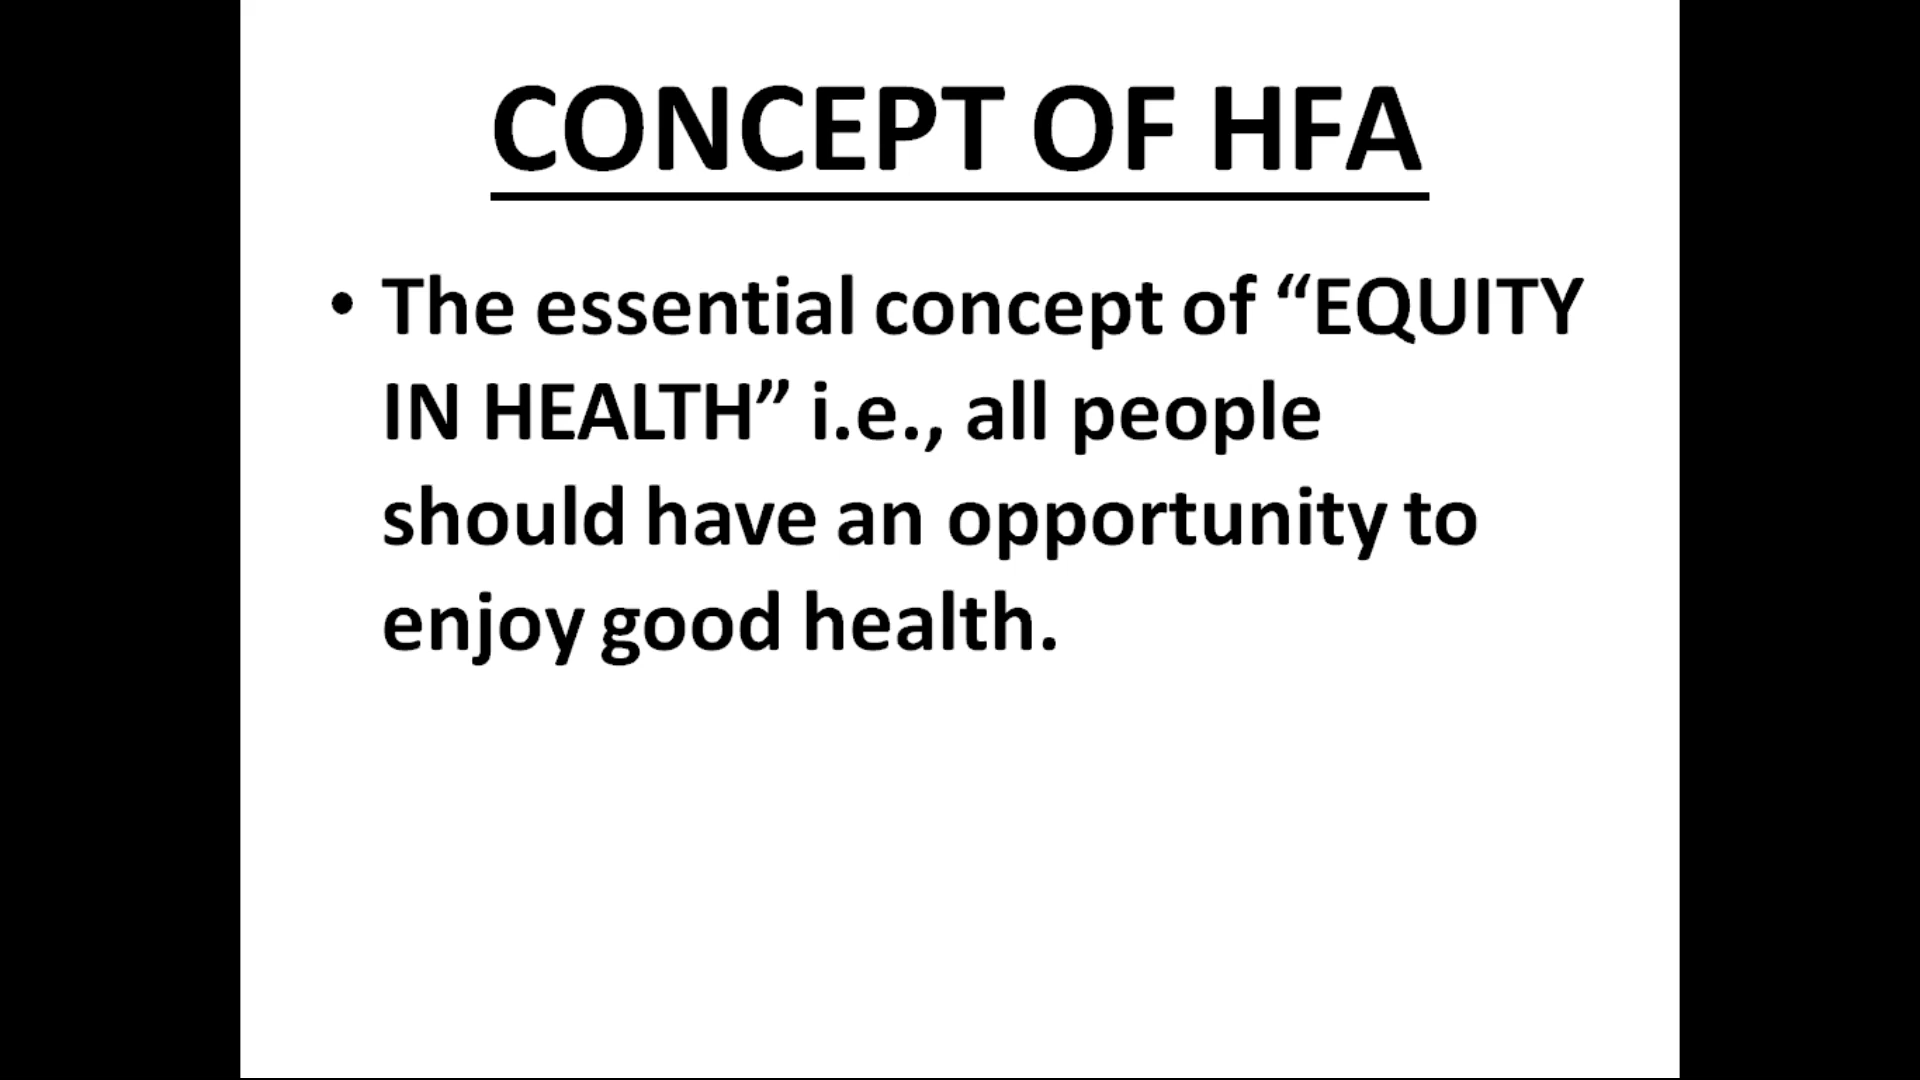 CONCEPT OF HFA
• The essential concept of “EQUITY
IN HEALTH” i.e., all people
should have an opportunity to
enjoy good health.